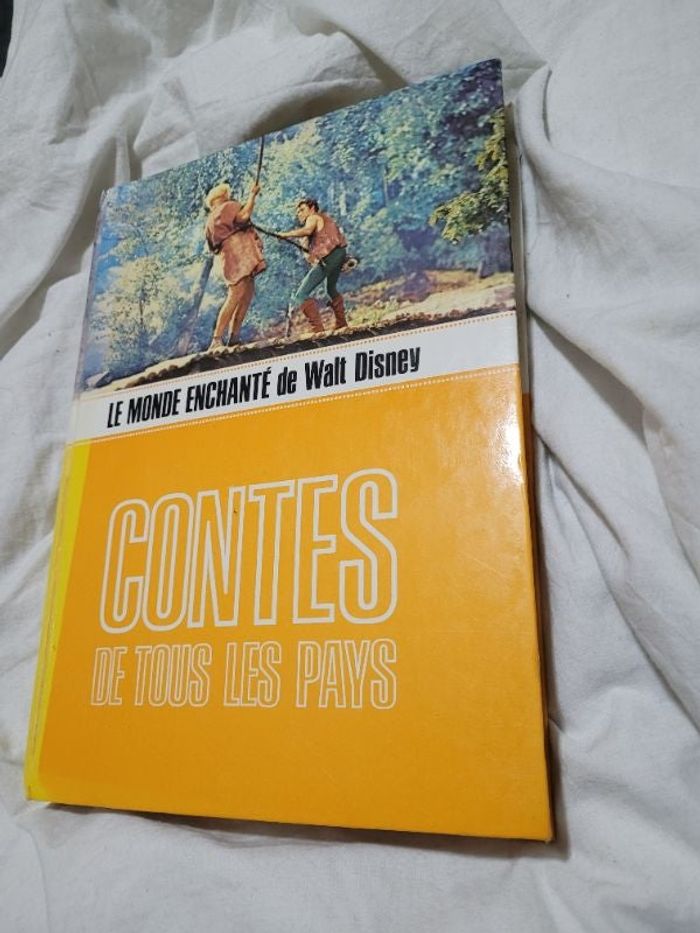 LE MONDE ENCHANTÉ de Walt Disney
CONTES
DE TOUS LES PAYS